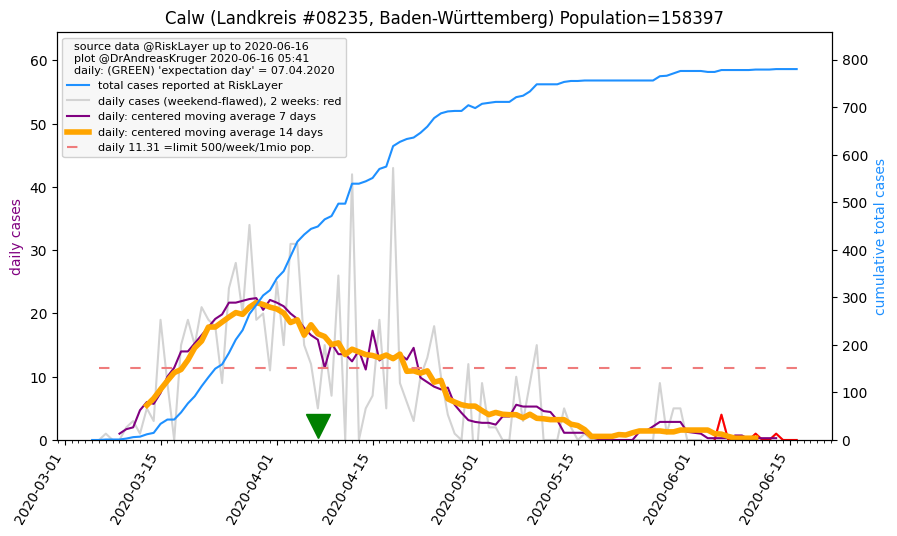 Calw (Landkreis #08235, Baden-Württemberg) Population=158397
source data @RiskLayer up to 2020-06-16
plot @DrAndreasKruger 2020-06-16 05:41
daily: (GREEN) 'expectation day' = 07.04.2020
total cases reported at RiskLayer
daily cases (weekend-flawed), 2 weeks: red
daily: centered moving average 7 days
daily: centered moving average 14 days
daily 11.31 =limit 500/week/1mio pop.
daily cases
60
50
40
30
20
10
0
cumulative total cases
800
700
600
500
400
300
200
100
0
2020-03-01
2020-03-15
2020-04-01
2020-04-15
2020-05-01
2020-05-15
2020-06-01
2020-06-15